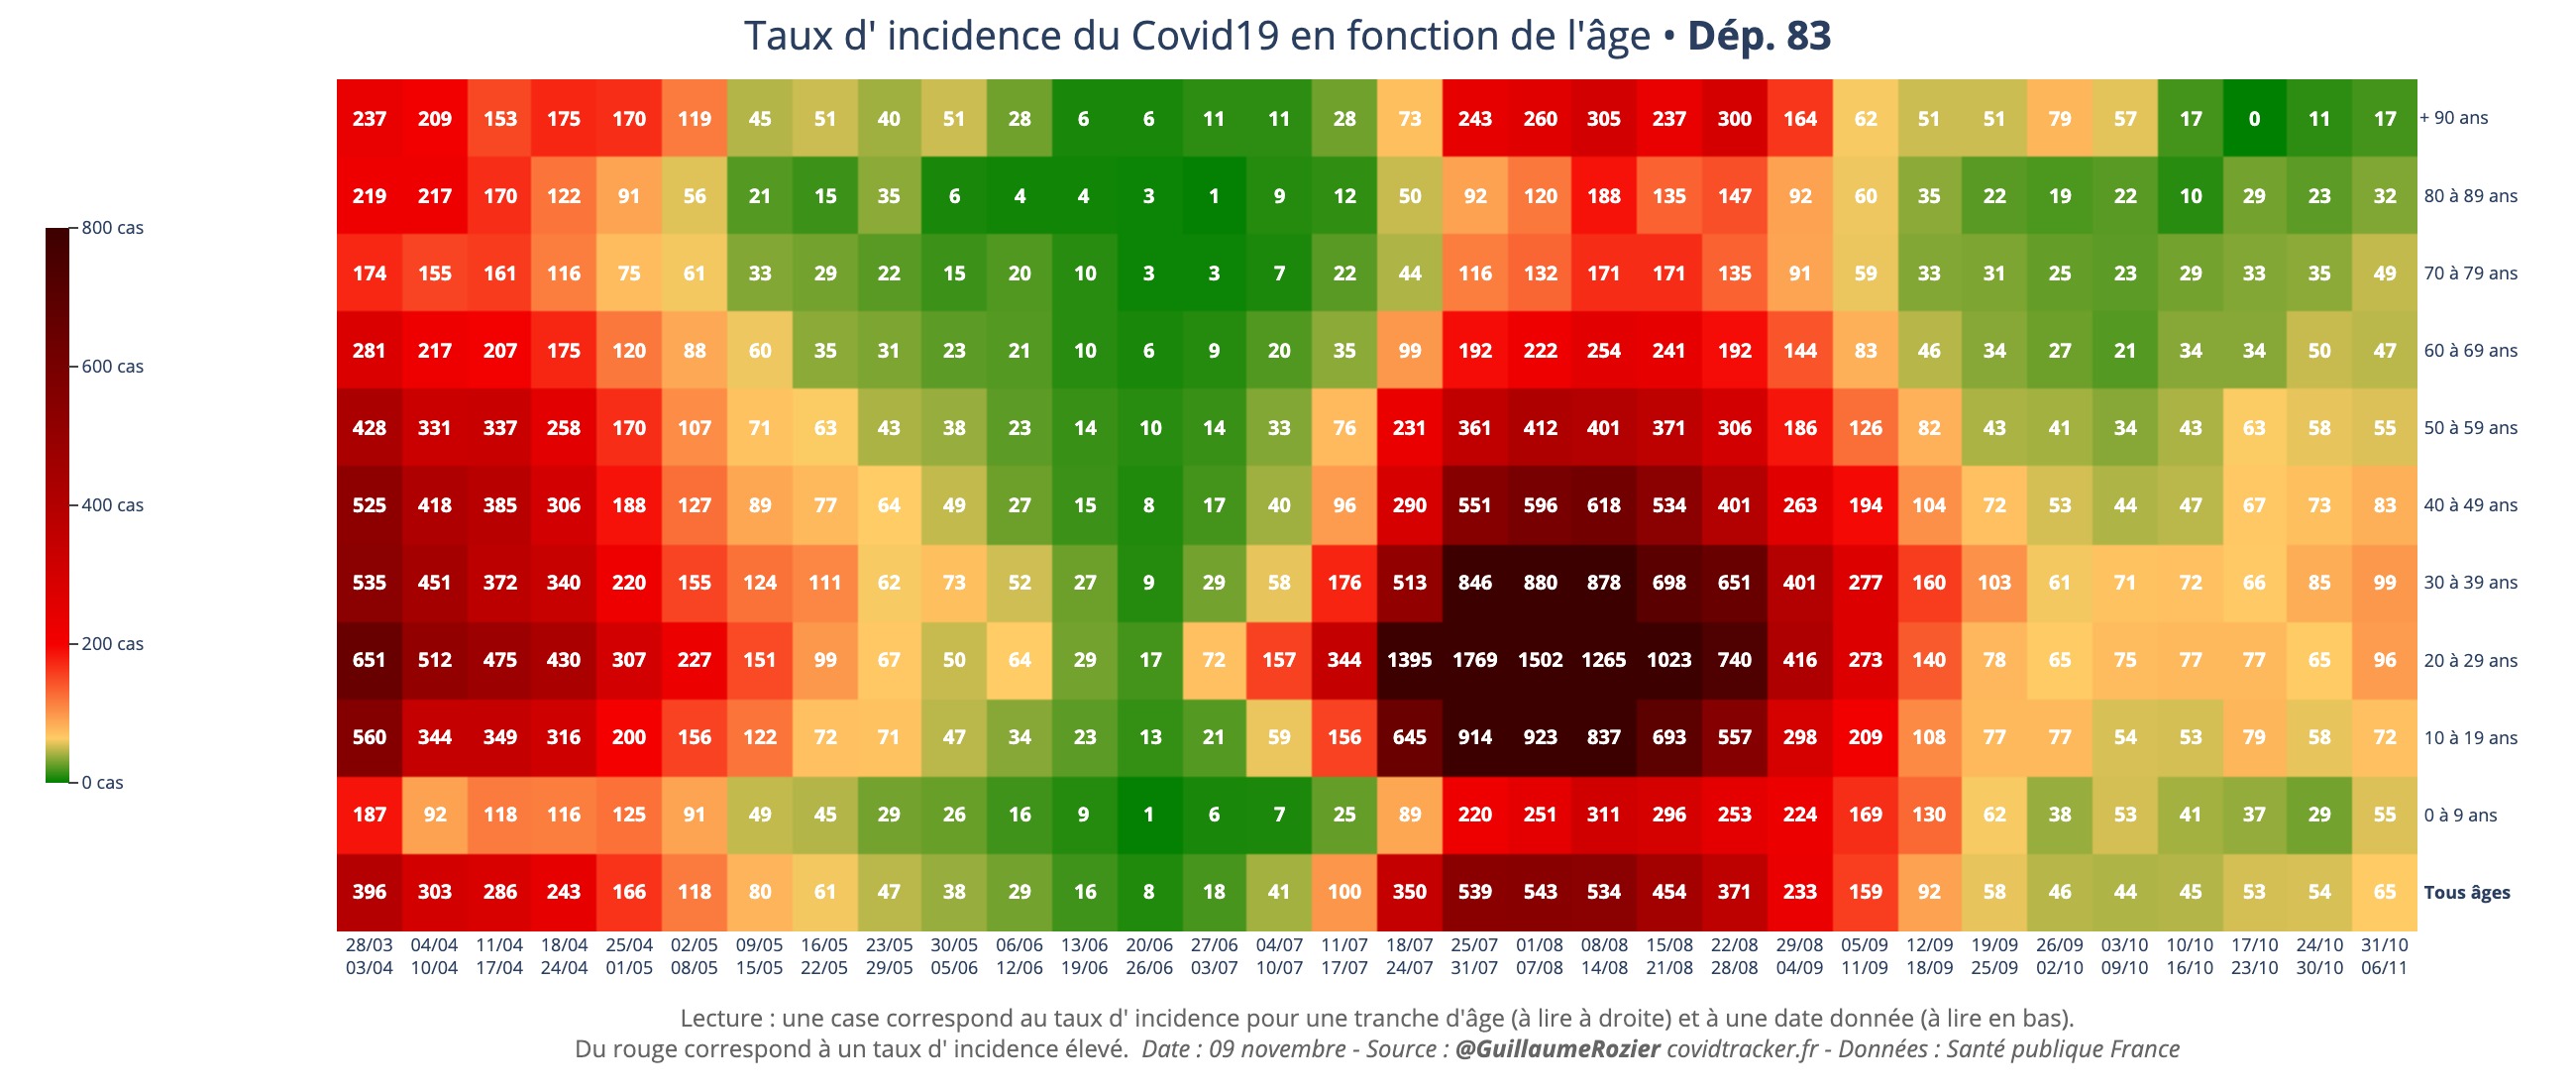 Taux d' incidence du Covid19 en fonction de l'âge • Dép. 83
237 209 153 175 170 119 45 51 40 51 28 6 6 11 11 28 73 243 260 305 237 300 164 62 51 51 79 57 17 0 11 17 + 90 ans
219 217 170 122 91 56 21 15 35 6 4 4 3 1 9 12 50 92 120 188 135 147 92 60 35 22 19 22 10 29 23 32 80 à 89 ans
800 cas
174 155 161 116 75 61 33 29 22 15 20 10 3 3 7 22 44 116 132 171 171 135 91 59 33 31 25 23 29 33 35 49 70 à 79 ans
281 217 207 175 120 88 60 35 31 23 21 10 6 9 20 35 99 192 222 254 241 192 144 83 46 34 27 21 34 34 50 47 60 à 69 ans
600 cas
428 331 337 258 170 107 71 63 43 38 23 14 10 14 33 76 231 361 412 401 371 306 186 126 82 43 41 34 43 63 58 55 50 à 59 ans
400 cas
525 418 385 306 188 127 89 77 64 49 27 15 8 17 40 96 290 551 596 618 534 401 263 194 104 72 53 44 47 67 73 83 40 à 49 ans
535 451 372 340 220 155 124 111 62 73 52 27 9 29 58 176 513 846 880 878 698 651 401 277 160 103 61 71 72 66 85 99 30 à 39 ans
200 cas
651 512 475 430 307 227 151 99 67 50 64 29 17 72 157 344 1395 1769 1502 1265 1023 740 416 273 140 78 65 75 77 77 65 96 20 à 29 ans
560 344 349 316 200 156 122 72 71 47 34 23 13 21 59 156 645 914 923 837 693 557 298 209 108 77 77 54 53 79 58 72 10 à 19 ans
0 cas
187 92 118 116 125 91 49 45 29 26 16 9 1 6 7 25 89 220 251 311 296 253 224 169 130 62 38 53 41 37 29 55 0 à 9 ans
396 303 286 243 166 118 80 61 47 38 29 16 8 18 41 100 350 539 543 534 454 371 233 159 92 58 46 44 45 53 54 65 Tous âges
28/03 04/04 11/04 18/04 25/04 02/05 09/05 16/05 23/05 30/05 06/06 13/06 20/06 27/06 04/07 11/07 18/07 25/07 01/08 08/08 15/08 22/08 29/08 05/09 12/09 19/09 26/09 03/10 10/10 17/10 24/10 31/10
03/04 10/04 17/04 24/04 01/05 08/05 15/05 22/05 29/05 05/06 12/06 19/06 26/06 03/07 10/07 17/07 24/07 31/07 07/08 14/08 21/08 28/08 04/09 11/09 18/09 25/09 02/10 09/10 16/10 23/10 30/10 06/11
Lecture : une case correspond au taux d' incidence pour une tranche d'âge (à lire à droite) et à une date donnée (à lire en bas).
Du rouge correspond à un taux d' incidence élevé. Date : 09 novembre - Source : @GuillaumeRozier covidtracker.fr - Données : Santé publique France